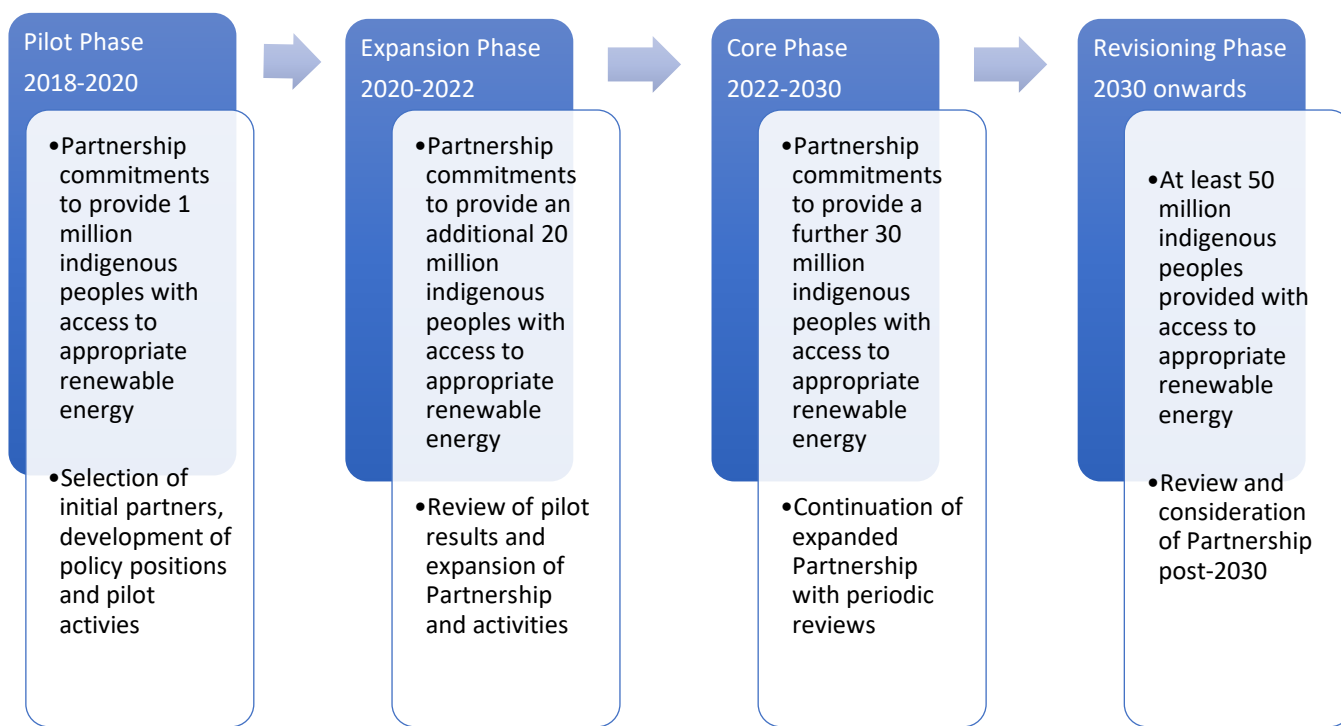 Pilot Phase
2018-2020
•Partnership
commitments
to provide 1
million
indigenous
peoples with
access to
appropriate
renewable
energy
•Selection of
initial partners,
development of
policy positions
and pilot
activies
Expansion Phase
2020-2022
•Partnership
commitments
to provide an
additional 20
million
indigenous
peoples with
access to
appropriate
renewable
energy
•Review of pilot
results and
expansion of
Partnership
and activities
Core Phase
2022-2030
•Partnership
commitments
to provide a
further 30
million
indigenous
peoples with
access to
appropriate
renewable
energy
•Continuation of
expanded
Partnership
with periodic
reviews
Revisioning Phase
2030 onwards
•At least 50
million
indigenous
peoples
provided with
access to
appropriate
renewable
energy
•Review and
consideration
of Partnership
post-2030